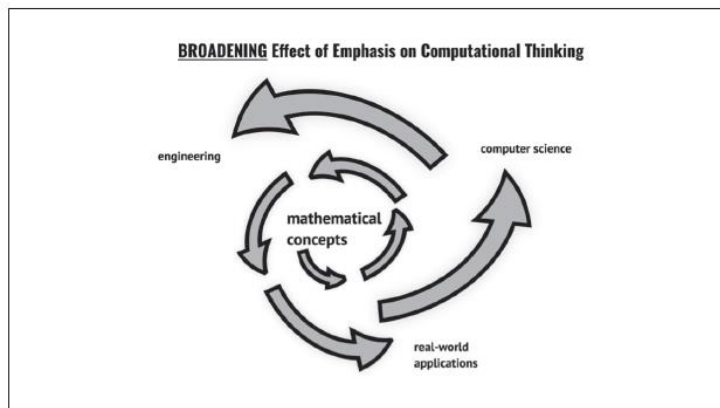 BROADENING Effect of Emphasis on Computational Thinking
engineering
computer science
mathematical
concepts
real-world
applications